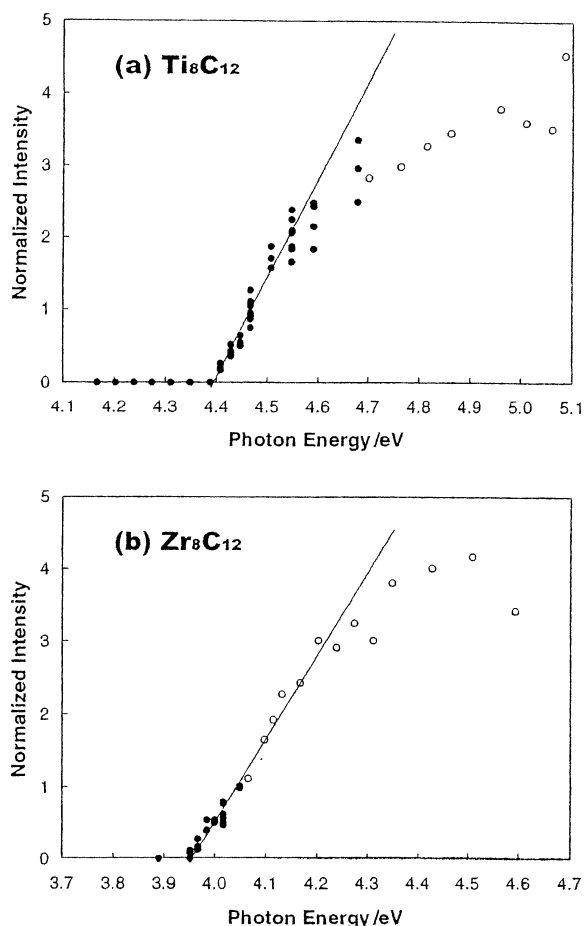 5
(a) Ti₈C₁₂
4
3
2
1
0
Normalized Intensity
4.1 4.2 4.3 4.4 4.5 4.6 4.7 4.8 4.9 5.0 5.1
Photon Energy /eV
5
(b) Zr₈C₁₂
4
3
2
1
0
Normalized Intensity
3.7 3.8 3.9 4.0 4.1 4.2 4.3 4.4 4.5 4.6 4.7
Photon Energy /eV